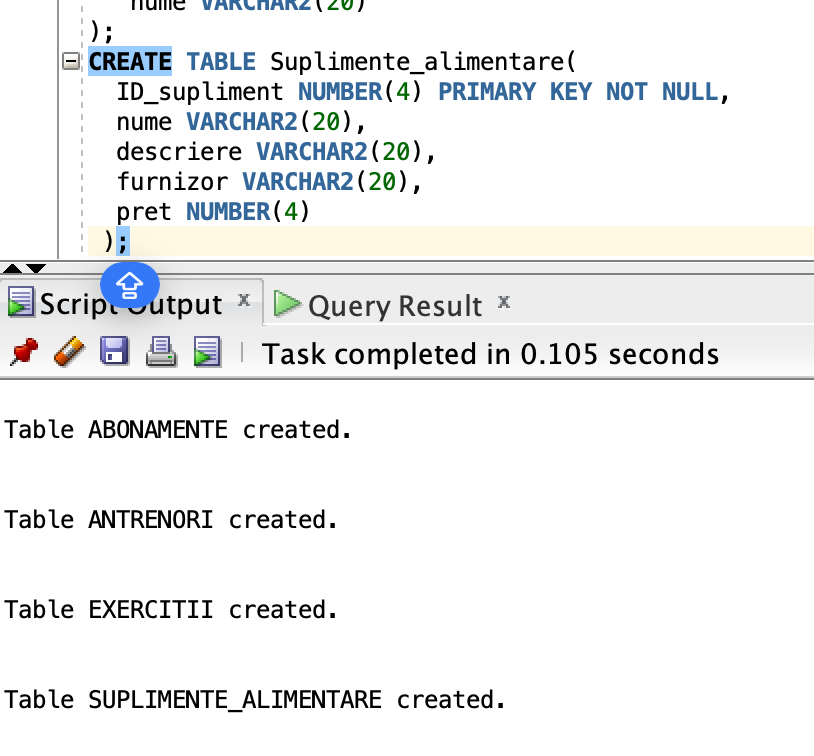 nume VARCHAR2(20)
);
CREATE TABLE Suplimente_alimentare(
ID_supliment NUMBER(4) PRIMARY KEY NOT NULL,
nume VARCHAR2(20),
descriere VARCHAR2(20),
furnizor VARCHAR2(20),
pret NUMBER(4)
);
Script Output x Query Result x
Task completed in 0.105 seconds
Table ABONAMENTE created.
Table ANTRENORI created.
Table EXERCITII created.
Table SUPLIMENTE_ALIMENTARE created.